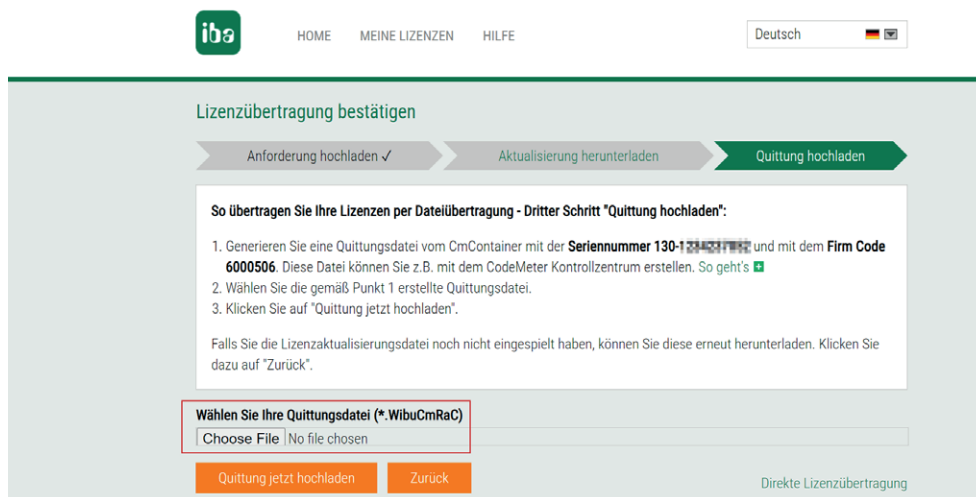 iba
HOME MEINE LIZENZEN HILFE Deutsch
Lizenzübertragung bestätigen
Anforderung hochladen ✓ Aktualisierung herunterladen Quittung hochladen
So übertragen Sie Ihre Lizenzen per Dateiübertragung - Dritter Schritt "Quittung hochladen":
1. Generieren Sie eine Quittungsdatei vom CmContainer mit der Seriennummer 130- und mit dem Firm Code
6000506. Diese Datei können Sie z.B. mit dem CodeMeter Kontrollzentrum erstellen. So geht's
2. Wählen Sie die gemäß Punkt 1 erstellte Quittungsdatei.
3. Klicken Sie auf "Quittung jetzt hochladen".
Falls Sie die Lizenzaktualisierungsdatei noch nicht eingespielt haben, können Sie diese erneut herunterladen. Klicken Sie
dazu auf "Zurück".
Wählen Sie Ihre Quittungsdatei (*.WibuCmRaC)
Choose File No file chosen
Quittung jetzt hochladen Zurück
Direkte Lizenzübertragung